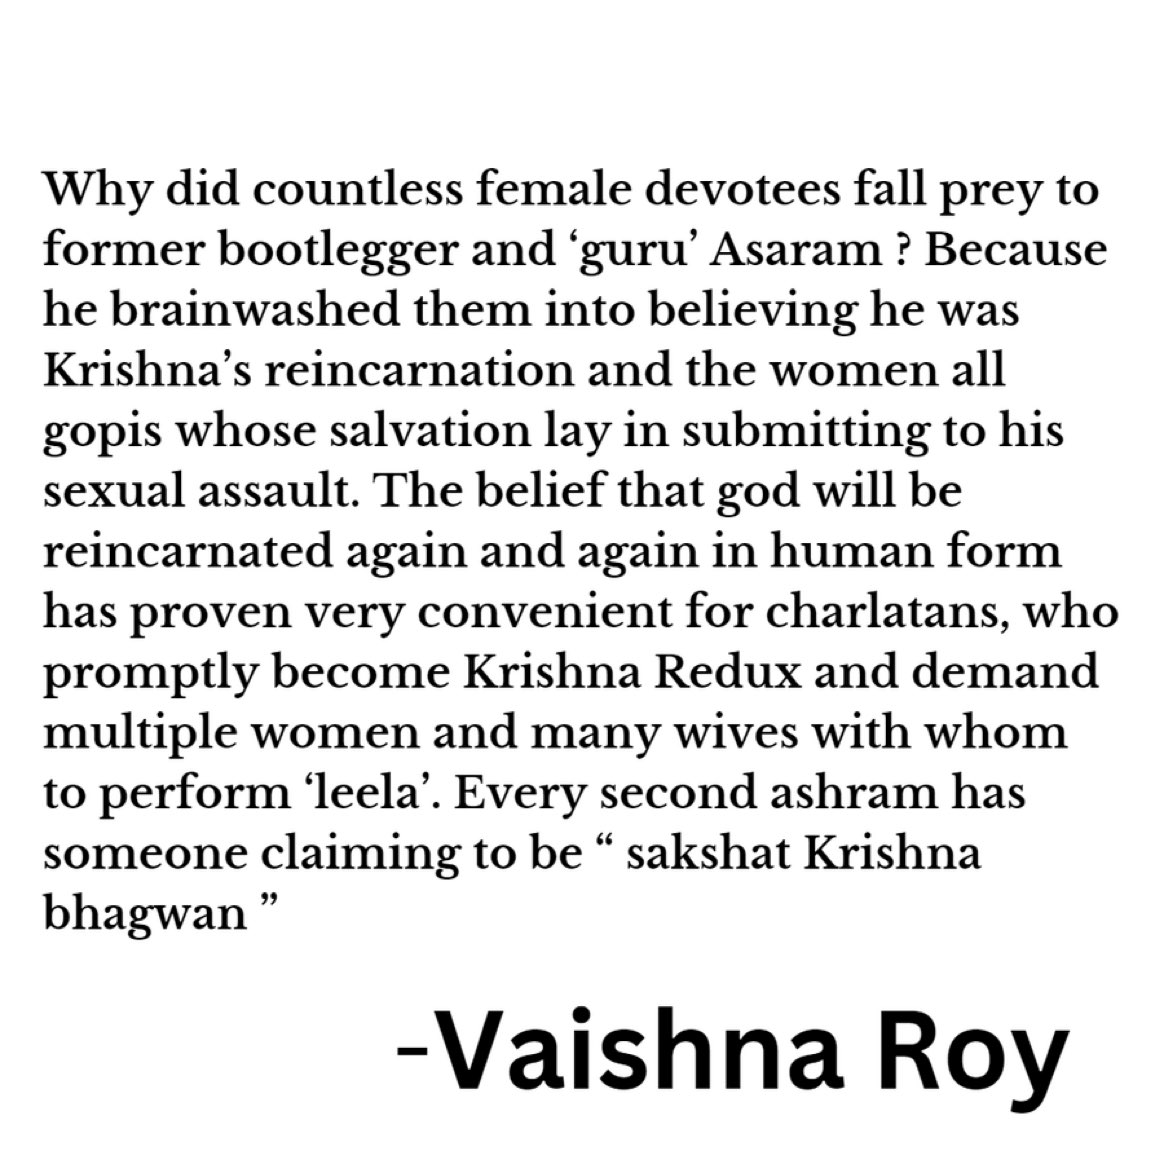 Why did countless female devotees fall prey to
former bootlegger and ‘guru’ Asaram ? Because
he brainwashed them into believing he was
Krishna’s reincarnation and the women all
gopis whose salvation lay in submitting to his
sexual assault. The belief that god will be
reincarnated again and again in human form
has proven very convenient for charlatans, who
promptly become Krishna Redux and demand
multiple women and many wives with whom
to perform ‘leela’. Every second ashram has
someone claiming to be “ sakshat Krishna
bhagwan ”
-Vaishna Roy